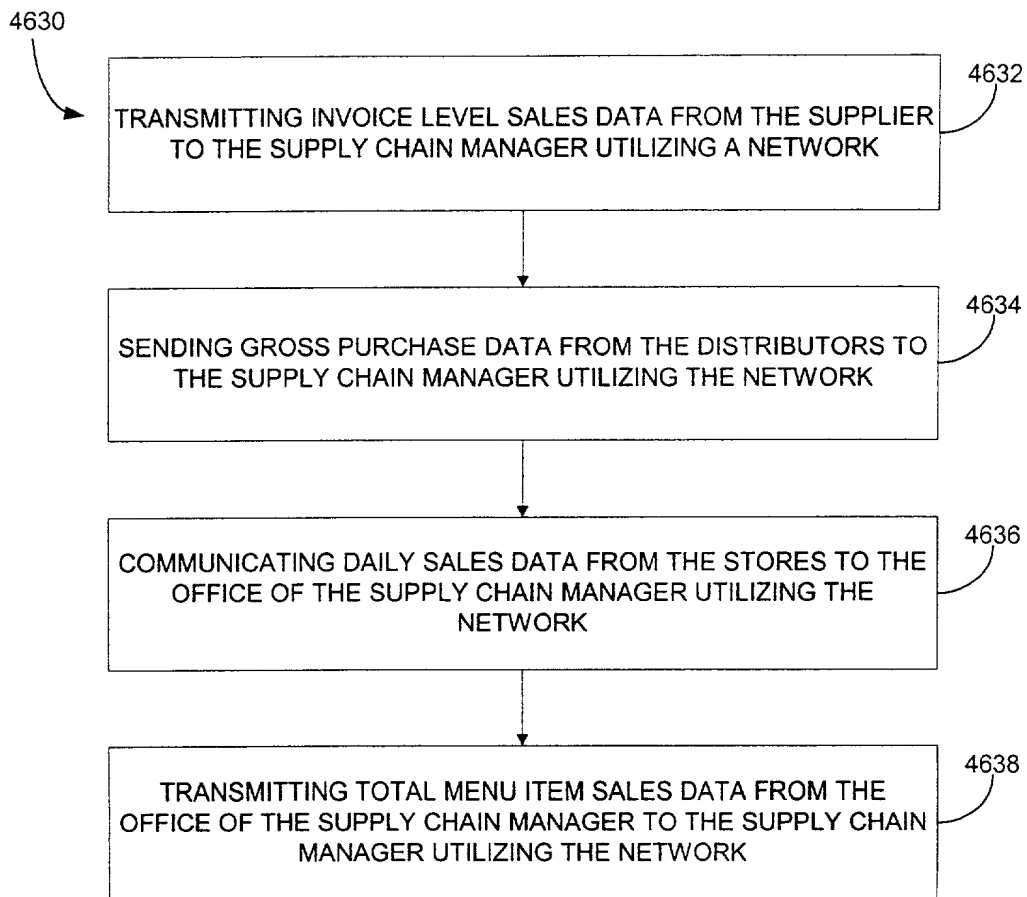 4630
4632
TRANSMITTING INVOICE LEVEL SALES DATA FROM THE SUPPLIER
TO THE SUPPLY CHAIN MANAGER UTILIZING A NETWORK
4634
SENDING GROSS PURCHASE DATA FROM THE DISTRIBUTORS TO
THE SUPPLY CHAIN MANAGER UTILIZING THE NETWORK
4636
COMMUNICATING DAILY SALES DATA FROM THE STORES TO THE
OFFICE OF THE SUPPLY CHAIN MANAGER UTILIZING THE
NETWORK
4638
TRANSMITTING TOTAL MENU ITEM SALES DATA FROM THE
OFFICE OF THE SUPPLY CHAIN MANAGER TO THE SUPPLY CHAIN
MANAGER UTILIZING THE NETWORK